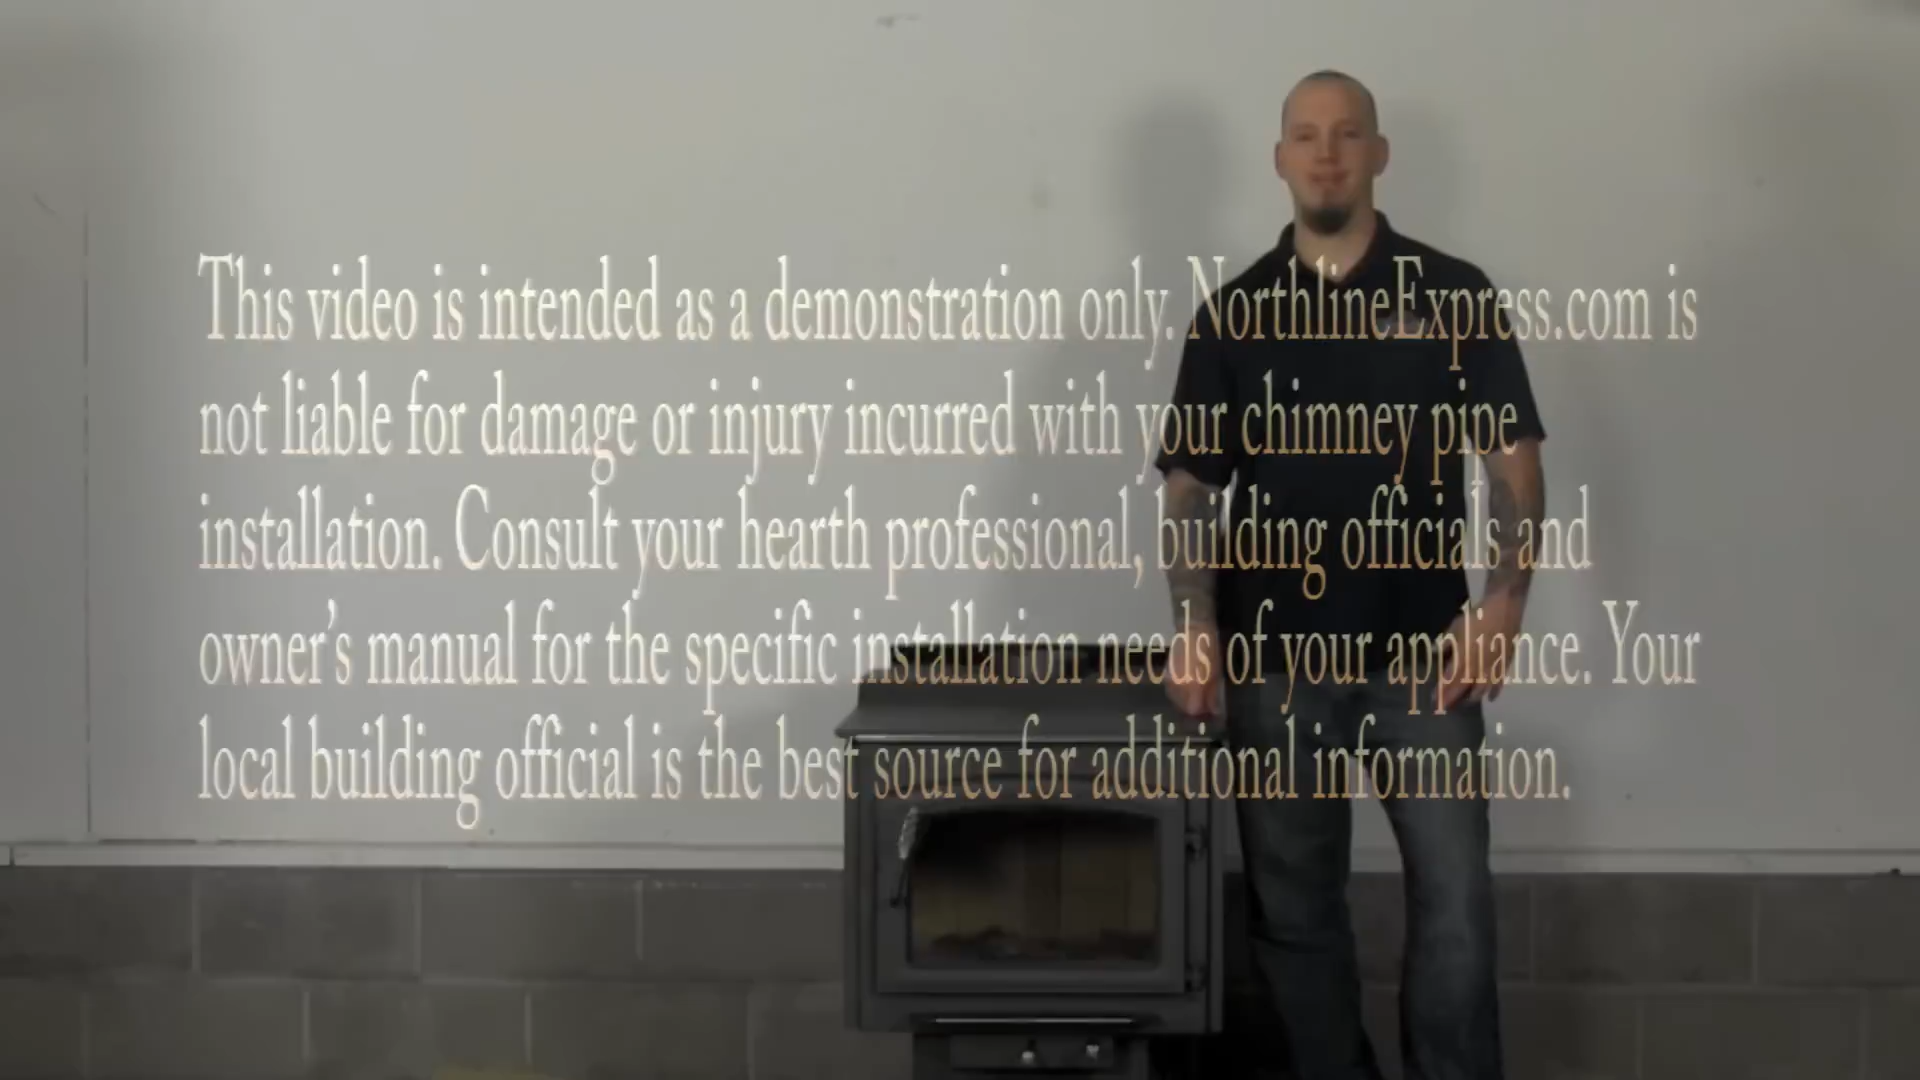 This video is intended as a demonstration only. NorthlineExpress.com is
not liable for damage or injury incurred with your chimney pipe
installation. Consult your hearth professional, building officials and
owner’s manual for the specific installation needs of your appliance. Your
local building official is the best source for additional information.